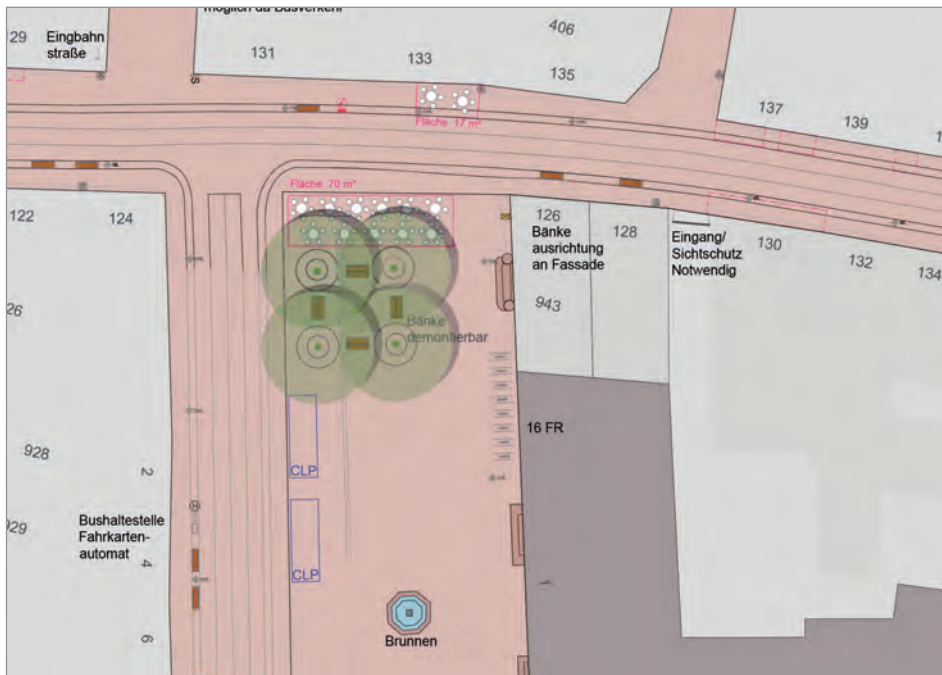 möglich da Busverkehr
406
29
Eingbahn
straße
131
133
135
137
139
S
Fläche 17 m²
Fläche 70 m²
122
124
126
128
Bänke
ausrichtung
an Fassade
Eingang/
Sichtschutz
Notwendig
130
132
134
26
943
Bänke
demontierbar
16 FR
928
2
CLP
929
Bushaltestelle
Fahrkarten-
automat
4
CLP
1
6
Brunnen